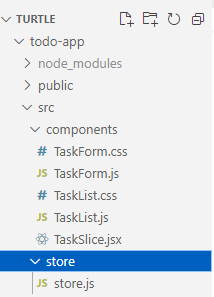 TURTLE
todo-app
node_modules
public
src
components
# TaskForm.css
JS TaskForm.js
# TaskList.css
JS TaskList.js
TaskSlice.jsx
store
JS store.js